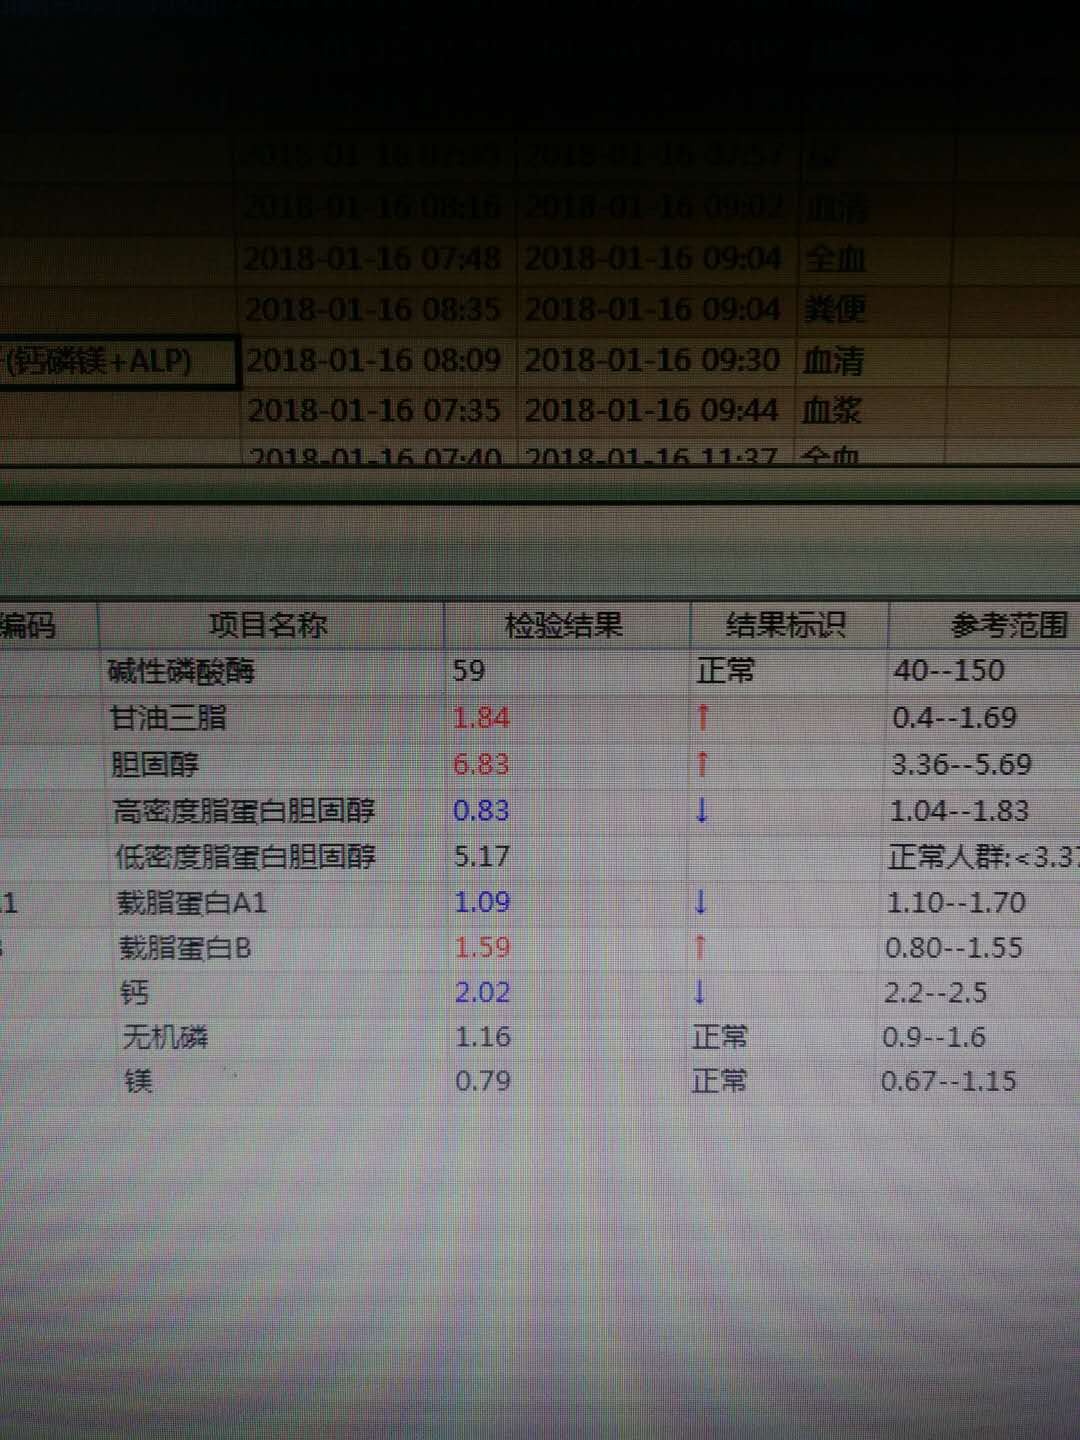 2018-01-16 07:57
2018-01-16 08:16 2018-01-16 09:02 血清
2018-01-16 07:48 2018-01-16 09:04 全血
2018-01-16 08:35 2018-01-16 09:04 粪便
(钙磷镁+ALP) 2018-01-16 08:09 2018-01-16 09:30 血清
2018-01-16 07:35 2018-01-16 09:44 血浆
2018-01-16 07:40 2018-01-16 11:37 全血
编码 项目名称 检验结果 结果标识 参考范围
碱性磷酸酶 59 正常 40--150
甘油三脂 1.84 ↑ 0.4--1.69
胆固醇 6.83 ↑ 3.36--5.69
高密度脂蛋白胆固醇 0.83 ↓ 1.04--1.83
低密度脂蛋白胆固醇 5.17 正常人群:<3.37
1 载脂蛋白A1 1.09 ↓ 1.10--1.70
载脂蛋白B 1.59 ↑ 0.80--1.55
钙 2.02 ↓ 2.2--2.5
无机磷 1.16 正常 0.9--1.6
镁 0.79 正常 0.67--1.15